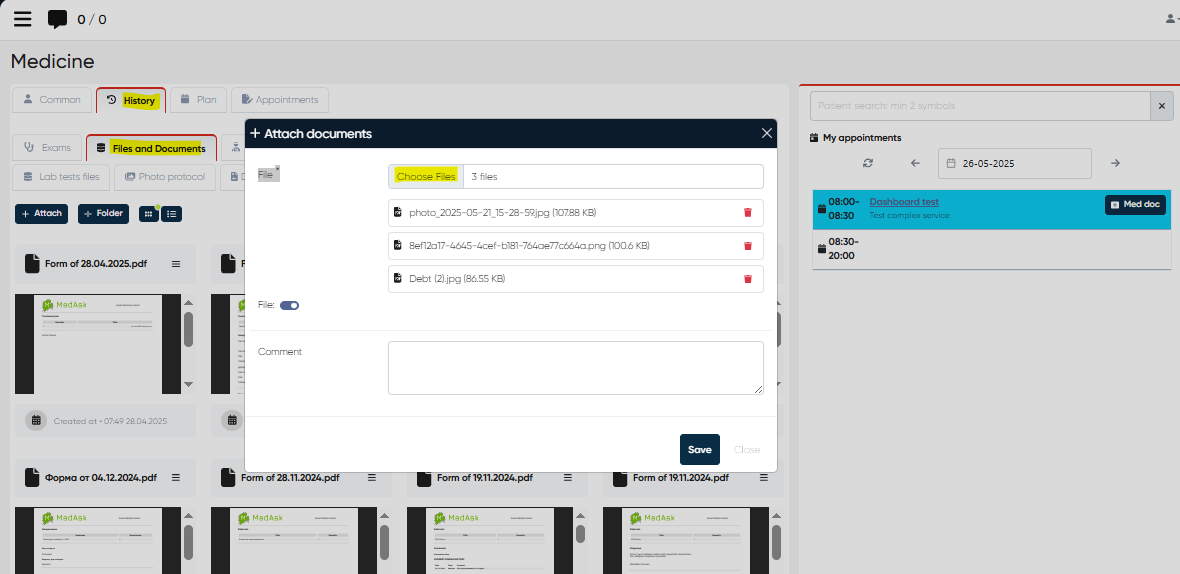 0 / 0
Medicine
Common
History
Plan
Appointments
Exams
Files and Documents
Lab tests files
Photo protocol
D
+ Attach
+ Folder
Form of 28.04.2025.pdf
F
MadAsk
Created at • 07:49 28.04.2025
Форма от 04.12.2024.pdf
Form of 28.11.2024.pdf
Form of 19.11.2024.pdf
Form of 19.11.2024.pdf
MadAsk
MadAsk
MadAsk
MadAsk
+ Attach documents
File*
Choose Files 3 files
photo_2025-05-21_15-28-59.jpg (107.88 KB)
8ef12a17-4645-4cef-b181-764ae77c664a.png (100.6 KB)
Debt (2).jpg (86.55 KB)
File:
Comment
Save
Close
Patient search: min 2 symbols
My appointments
26-05-2025
08:00-
08:30
Dashboard test
Test complex service
Med doc
08:30-
20:00